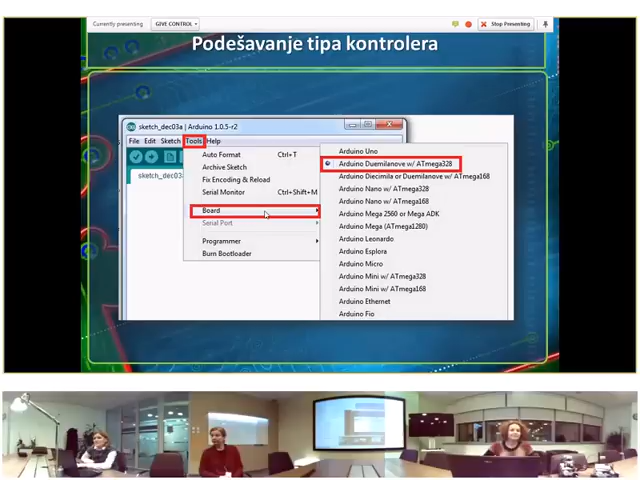 Currently presenting GIVE CONTROL Stop Presenting
Podešavanje tipa kontrolera
sketch_dec03a | Arduino 1.0.5-r2
File Edit Sketch Tools Help
Auto Format Ctrl+T
Archive Sketch
Fix Encoding & Reload
Serial Monitor Ctrl+Shift+M
Board
Serial Port
Programmer
Burn Bootloader
sketch_dec03
Arduino Uno
Arduino Duemilanove w/ ATmega328
Arduino Diecimila or Duemilanove w/ ATmega168
Arduino Nano w/ ATmega328
Arduino Nano w/ ATmega168
Arduino Mega 2560 or Mega ADK
Arduino Mega (ATmega1280)
Arduino Leonardo
Arduino Esplora
Arduino Micro
Arduino Mini w/ ATmega328
Arduino Mini w/ ATmega168
Arduino Ethernet
Arduino Fio